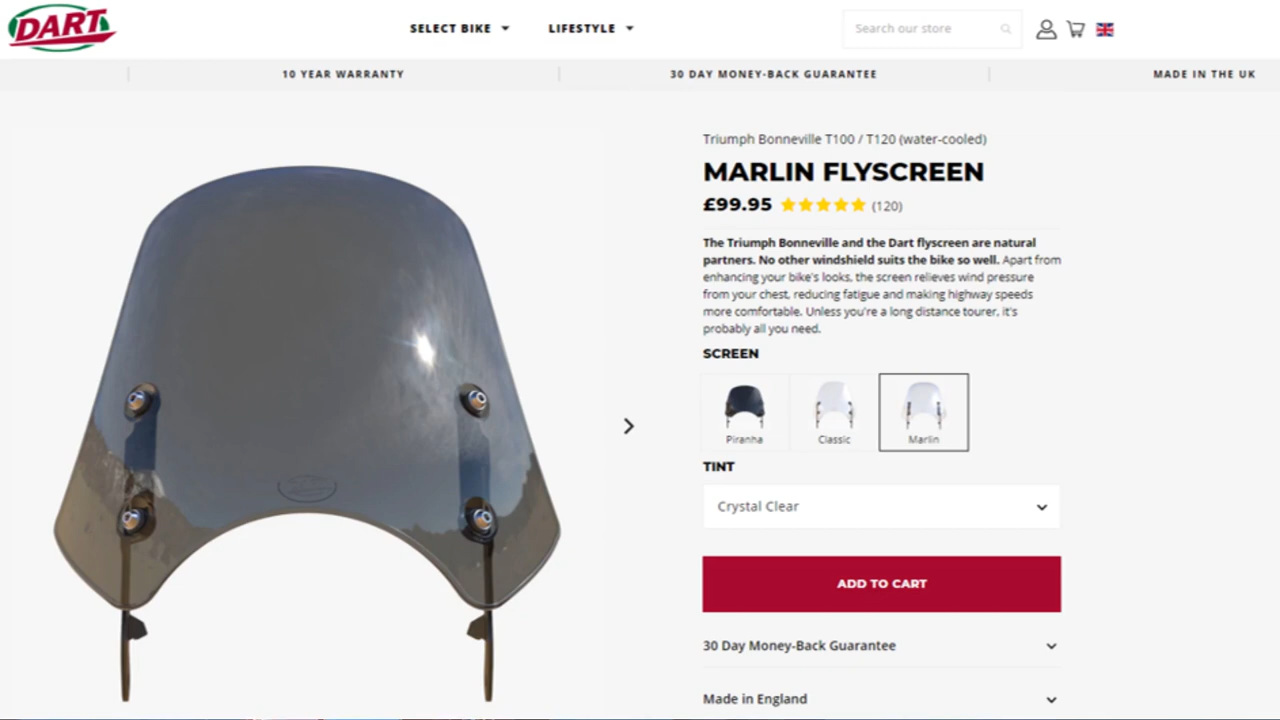 DART
SELECT BIKE
LIFESTYLE
Search our store
10 YEAR WARRANTY
30 DAY MONEY-BACK GUARANTEE
MADE IN THE UK
Triumph Bonneville T100 / T120 (water-cooled)
MARLIN FLYSCREEN
£99.95 (120)
The Triumph Bonneville and the Dart flyscreen are natural
partners. No other windshield suits the bike so well. Apart from
enhancing your bike's looks, the screen relieves wind pressure
from your chest, reducing fatigue and making highway speeds
more comfortable. Unless you're a long distance tourer, it's
probably all you need.
SCREEN
Piranha
Classic
Marlin
TINT
Crystal Clear
ADD TO CART
30 Day Money-Back Guarantee
Made in England